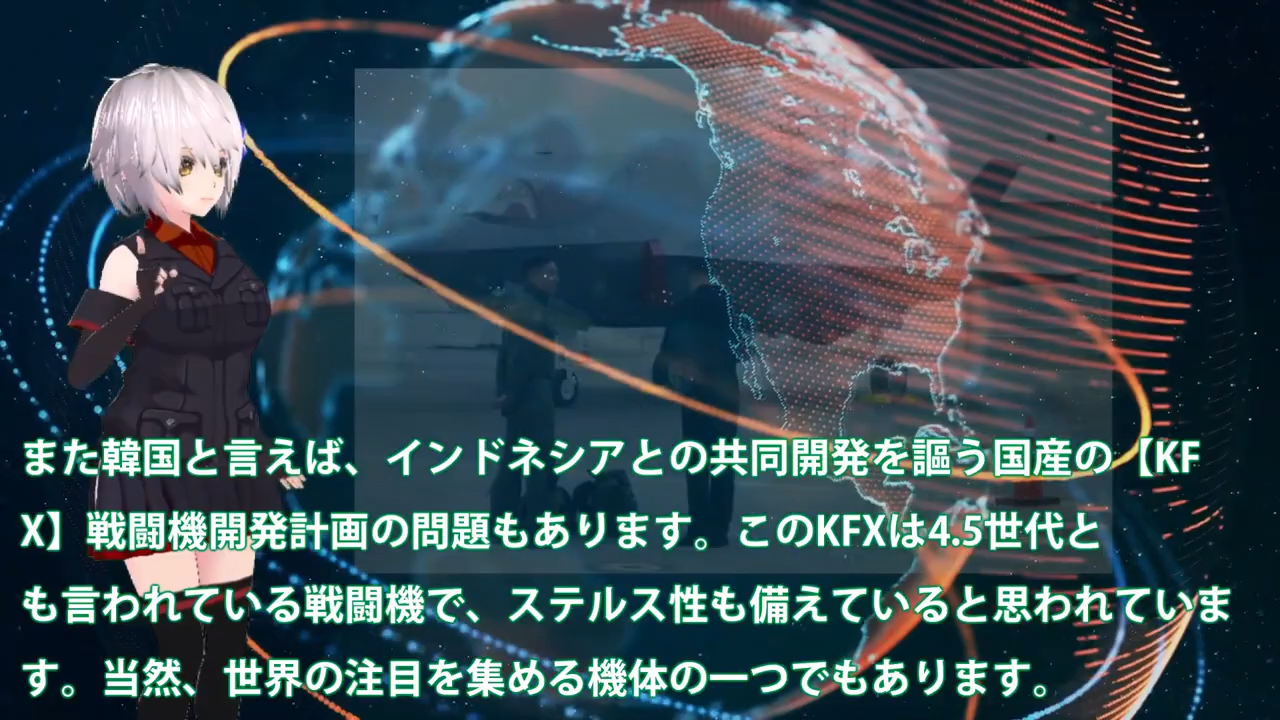 また韓国と言えば、インドネシアとの共同開発を謳う国産の【KF
X】戦闘機開発計画の問題もあります。このKFXは4.5世代と
も言われている戦闘機で、ステルス性も備えていると思われていま
す。当然、世界の注目を集める機体の一つでもあります。